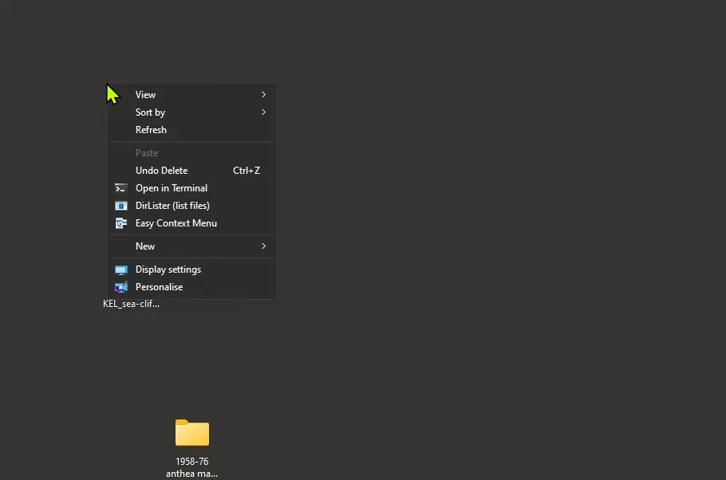 View
Sort by
Refresh
Paste
Undo Delete Ctrl+Z
Open in Terminal
DirLister (list files)
Easy Context Menu
New
Display settings
Personalise
KEL_sea-clif...
1958-76
anthea ma...